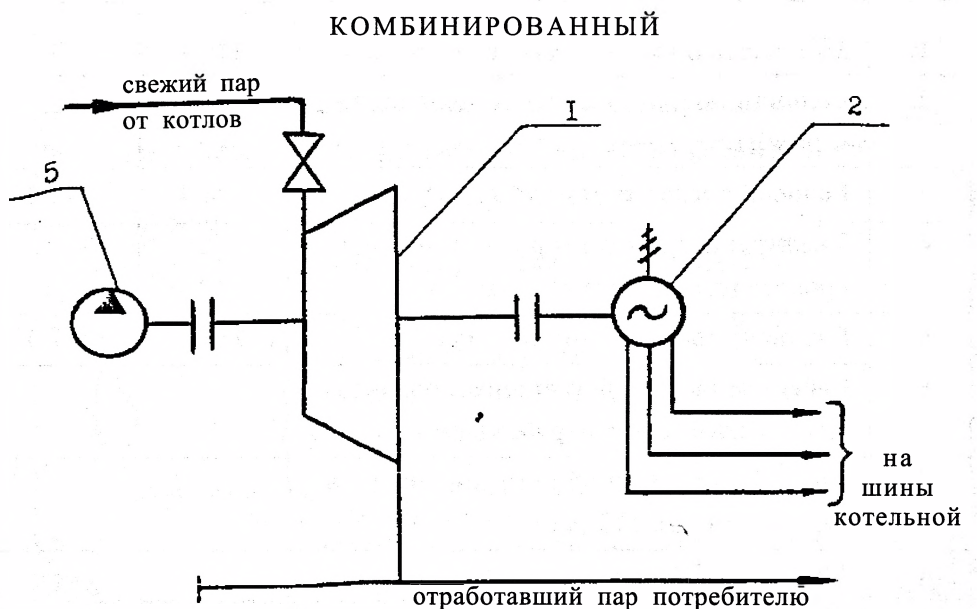 КОМБИНИРОВАННЫЙ
свежий пар
от котлов
I
2
5
на
шины
котельной
отработавший пар потребителю